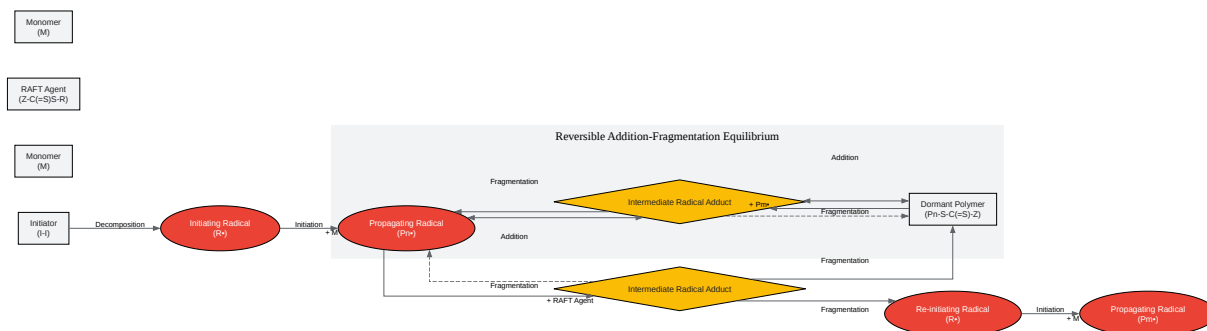 Monomer
(M)
RAFT Agent
(Z-C(=S)S-R)
Monomer
(M)
Initiator
(I-I)
Decomposition
Initiating Radical
(R•)
Initiation
+ M
Reversible Addition-Fragmentation Equilibrium
Propagating Radical
(Pn•)
Fragmentation
Addition
Intermediate Radical Adduct
+ Pm•
Addition
Fragmentation
Dormant Polymer
(Pn-S-C(=S)-Z)
Fragmentation
Fragmentation
+ RAFT Agent
Intermediate Radical Adduct
Fragmentation
Re-initiating Radical
(R•)
Initiation
+ M
Propagating Radical
(Pm•)